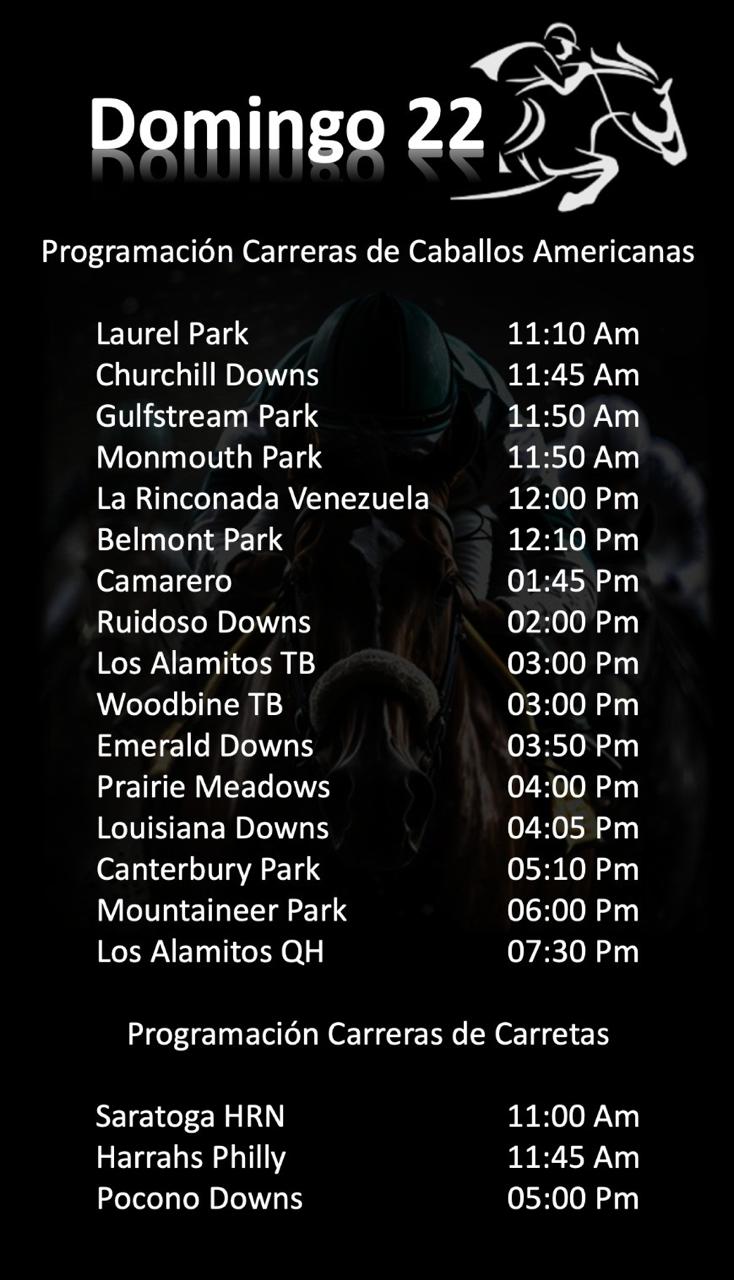 Domingo 22
Programación Carreras de Caballos Americanas
Laurel Park 11:10 Am
Churchill Downs 11:45 Am
Gulfstream Park 11:50 Am
Monmouth Park 11:50 Am
La Rinconada Venezuela 12:00 Pm
Belmont Park 12:10 Pm
Camarero 01:45 Pm
Ruidoso Downs 02:00 Pm
Los Alamitos TB 03:00 Pm
Woodbine TB 03:00 Pm
Emerald Downs 03:50 Pm
Prairie Meadows 04:00 Pm
Louisiana Downs 04:05 Pm
Canterbury Park 05:10 Pm
Mountaineer Park 06:00 Pm
Los Alamitos QH 07:30 Pm
Programación Carreras de Carretas
Saratoga HRN 11:00 Am
Harrahs Philly 11:45 Am
Pocono Downs 05:00 Pm